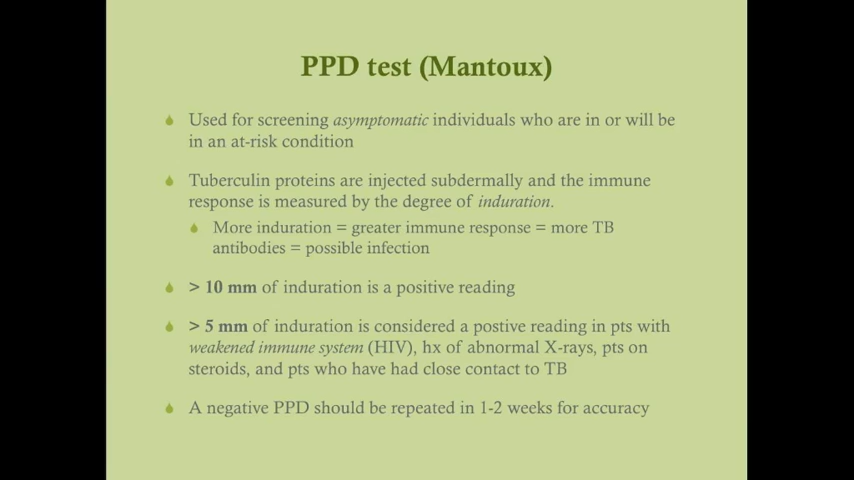 PPD test (Mantoux)
Used for screening asymptomatic individuals who are in or will be
in an at-risk condition
Tuberculin proteins are injected subdermally and the immune
response is measured by the degree of induration.
More induration = greater immune response = more TB
antibodies = possible infection
> 10 mm of induration is a positive reading
> 5 mm of induration is considered a postive reading in pts with
weakened immune system (HIV), hx of abnormal X-rays, pts on
steroids, and pts who have had close contact to TB
A negative PPD should be repeated in 1-2 weeks for accuracy